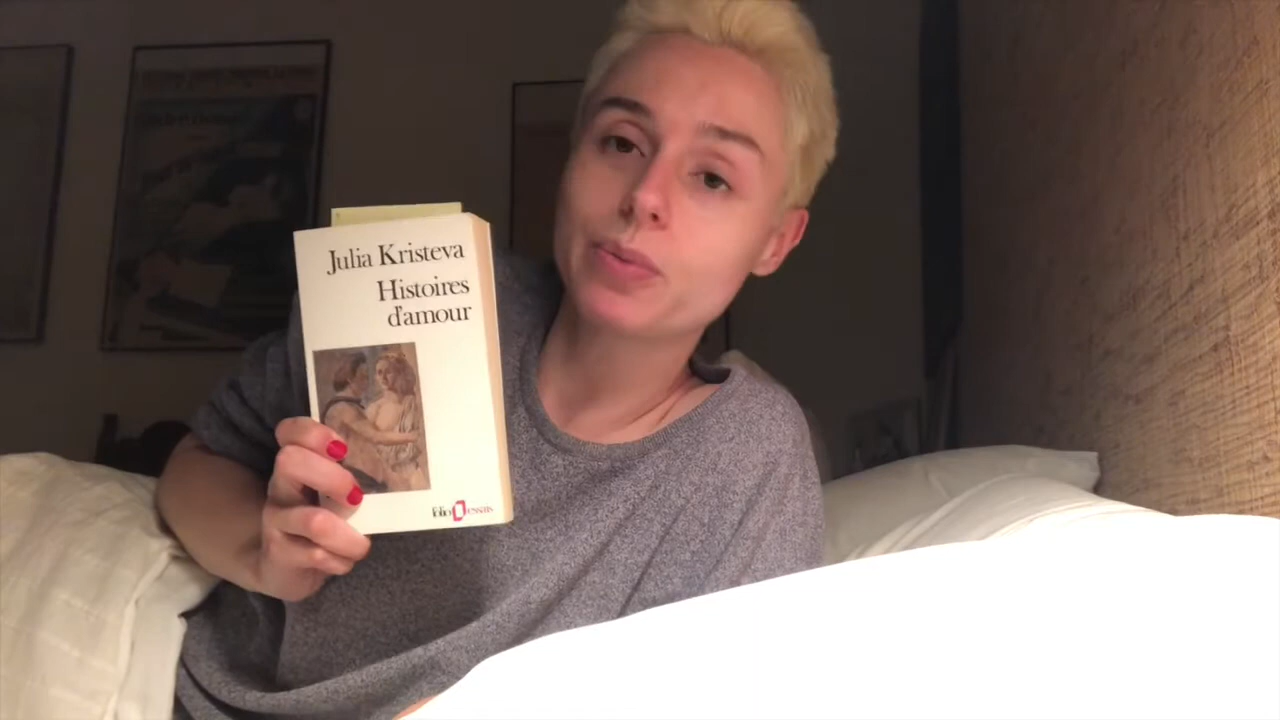 Julia Kristeva
Histoires
d'amour
folio essais